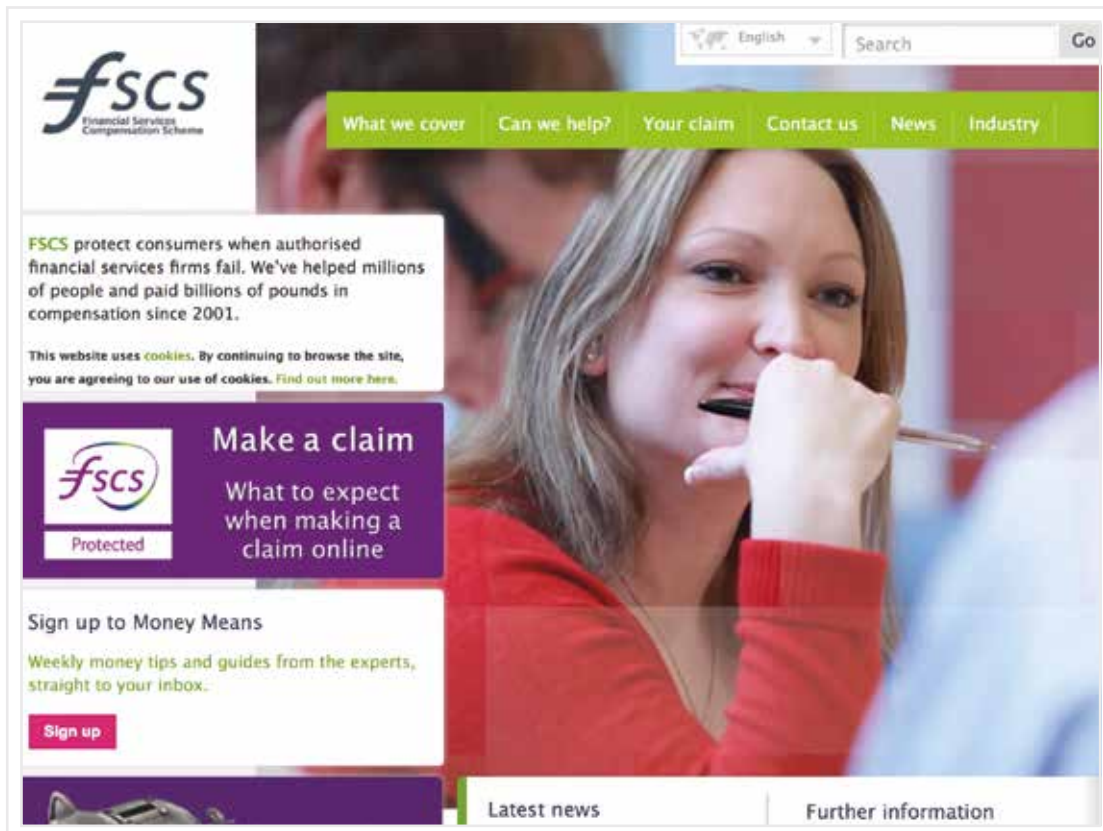 English
Search
Go
fscs
Financial Services
Compensation Scheme
What we cover
Can we help?
Your claim
Contact us
News
Industry
FSCS protect consumers when authorised
financial services firms fail. We've helped millions
of people and paid billions of pounds in
compensation since 2001.
This website uses cookies. By continuing to browse the site,
you are agreeing to our use of cookies. Find out more here.
fscs
Protected
Make a claim
What to expect
when making a
claim online
Sign up to Money Means
Weekly money tips and guides from the experts,
straight to your inbox.
Sign up
Latest news
Further information